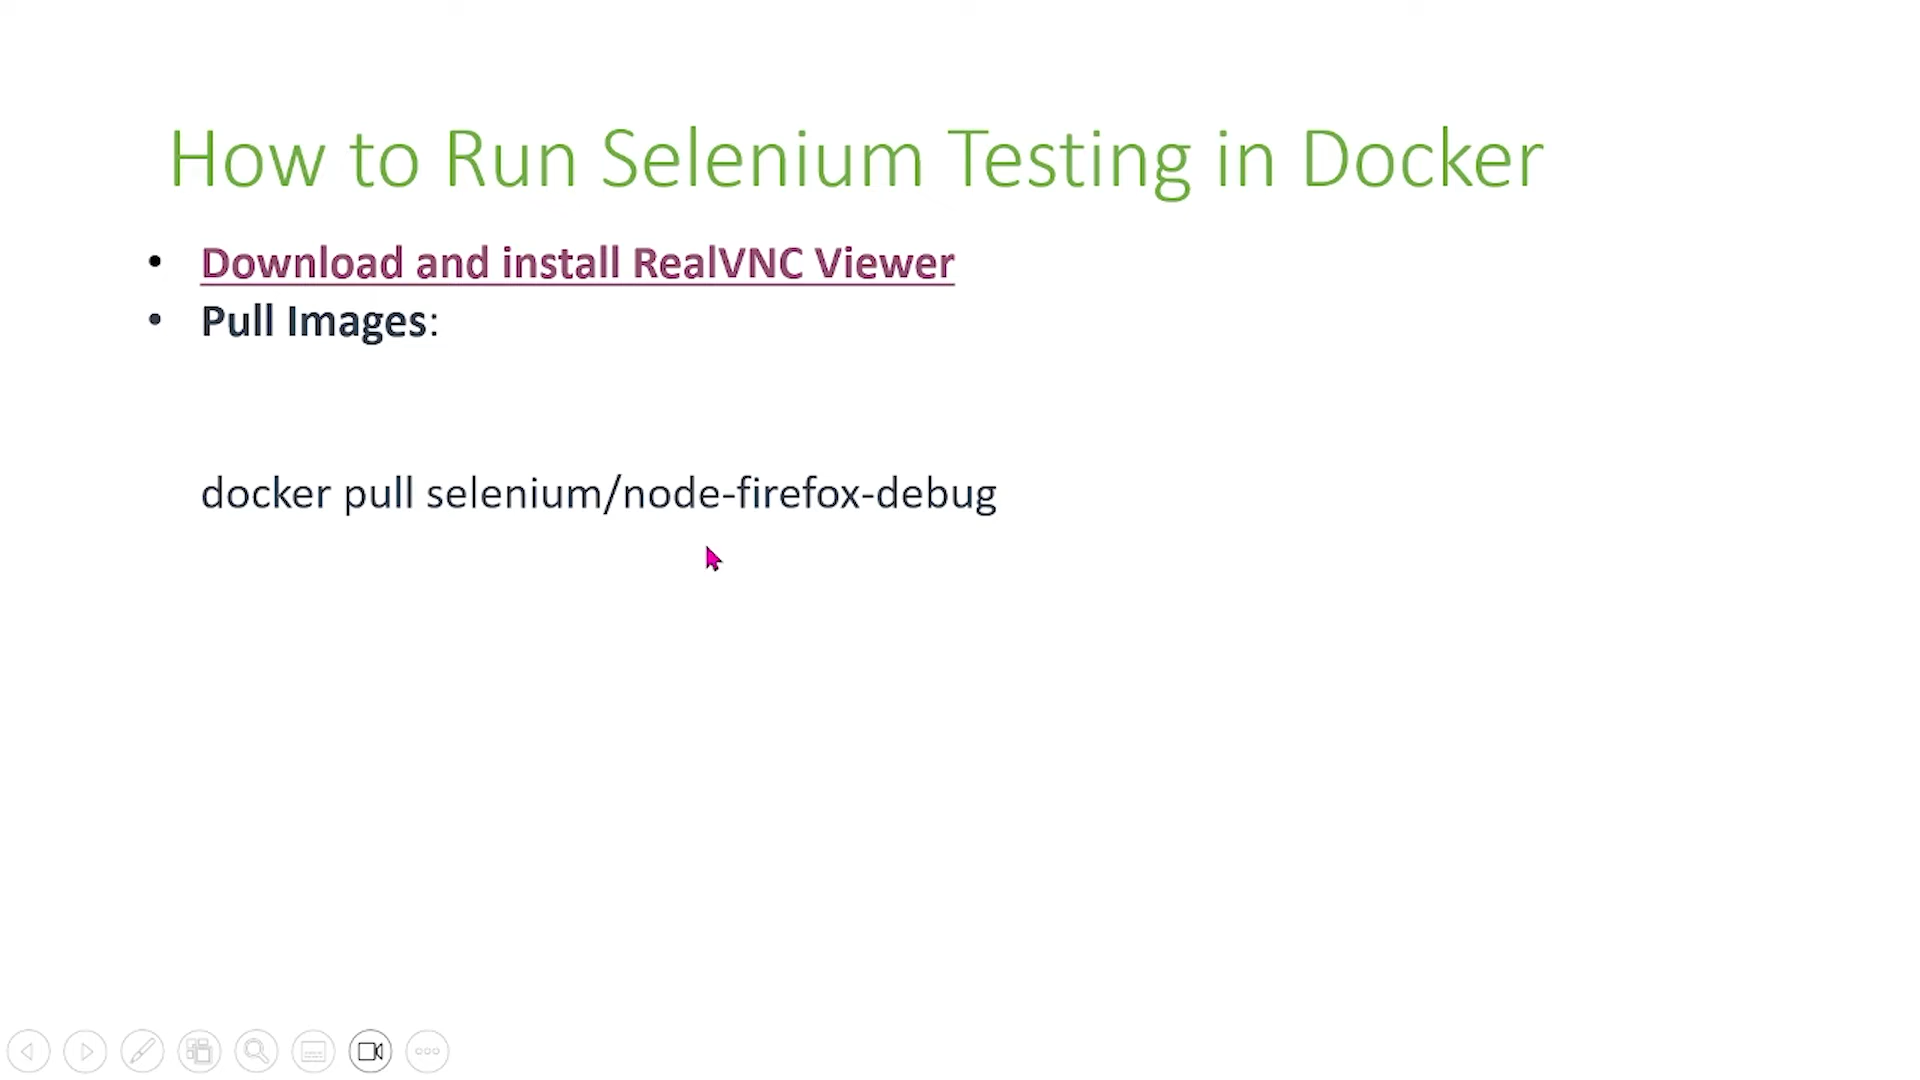 How to Run Selenium Testing in Docker
• Download and install RealVNC Viewer
• Pull Images:
docker pull selenium/node-firefox-debug